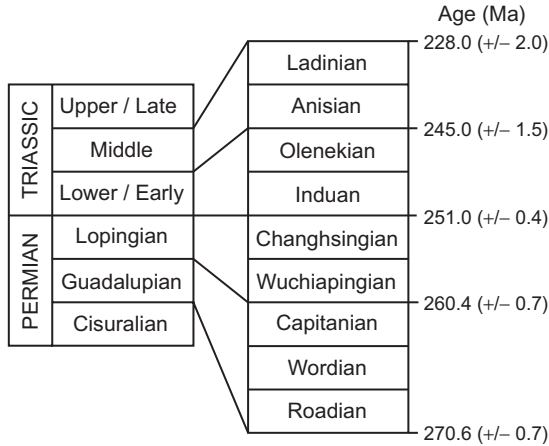 Age (Ma)
228.0 (+/– 2.0)
Ladinian
TRIASSIC
Upper / Late
Anisian
245.0 (+/– 1.5)
Middle
Olenekian
Lower / Early
Induan
251.0 (+/– 0.4)
PERMIAN
Lopingian
Changhsingian
Guadalupian
Wuchiapingian
260.4 (+/– 0.7)
Cisuralian
Capitanian
Wordian
Roadian
270.6 (+/– 0.7)